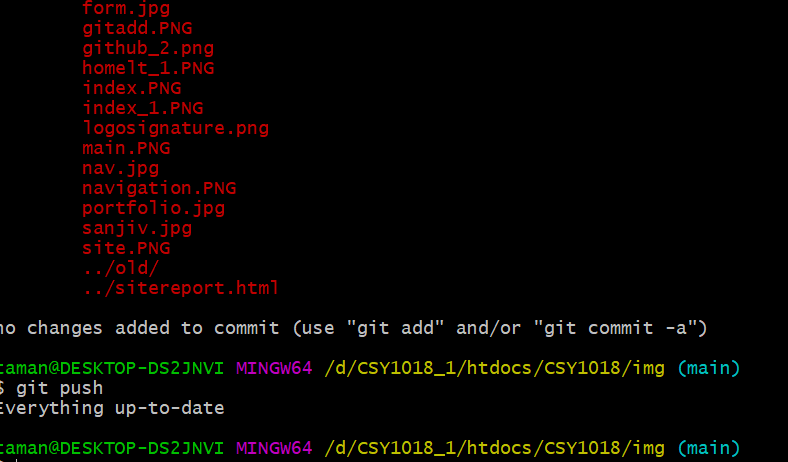 form.jpg
gitadd.PNG
github_2.png
homelt_1.PNG
index.PNG
index_1.PNG
logosignature.png
main.PNG
nav.jpg
navigation.PNG
portfolio.jpg
sanjiv.jpg
site.PNG
../old/
../sitereport.html
no changes added to commit (use "git add" and/or "git commit -a")
taman@DESKTOP-DS2JNVI MINGW64 /d/CSY1018_1/htdocs/CSY1018/img (main)
$ git push
Everything up-to-date
taman@DESKTOP-DS2JNVI MINGW64 /d/CSY1018_1/htdocs/CSY1018/img (main)